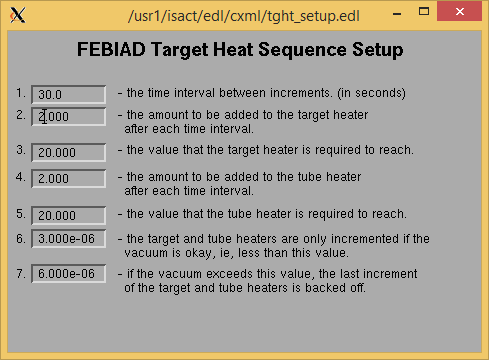 /usr1/isact/edl/cxml/tght_setup.edl
FEBIAD Target Heat Sequence Setup
1. 30.0 - the time interval between increments. (in seconds)
2. 2.000 - the amount to be added to the target heater
after each time interval.
3. 20.000 - the value that the target heater is required to reach.
4. 2.000 - the amount to be added to the tube heater
after each time interval.
5. 20.000 - the value that the tube heater is required to reach.
6. 3.000e-06 - the target and tube heaters are only incremented if the
vacuum is okay, ie, less than this value.
7. 6.000e-06 - if the vacuum exceeds this value, the last increment
of the target and tube heaters is backed off.